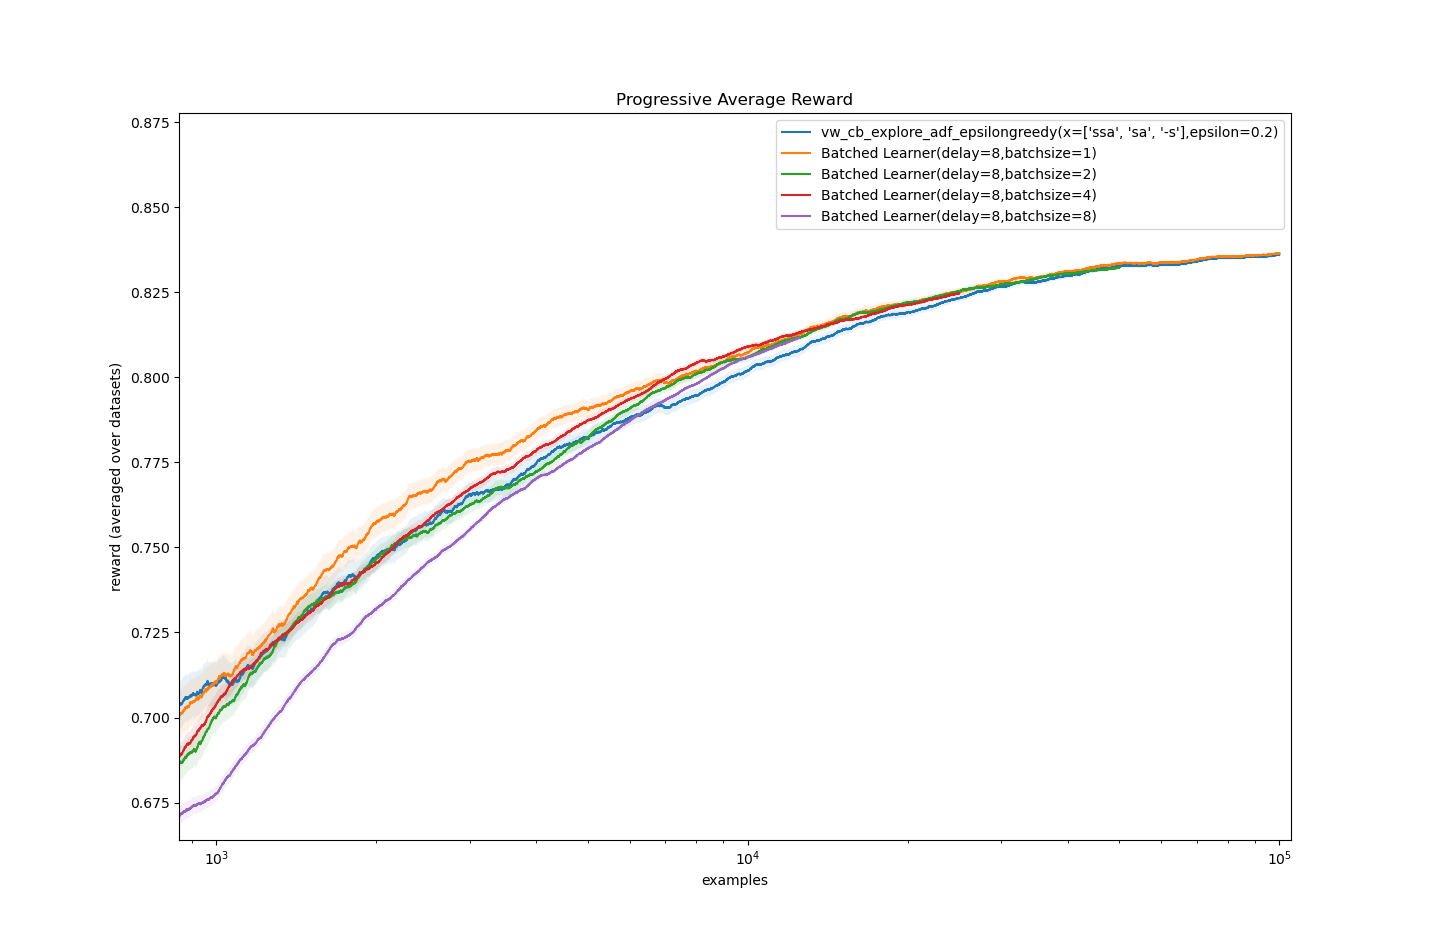 Progressive Average Reward
vw_cb_explore_adf_epsilongreedy(x=['ssa', 'sa', '-s'],epsilon=0.2)
Batched Learner(delay=8,batchsize=1)
Batched Learner(delay=8,batchsize=2)
Batched Learner(delay=8,batchsize=4)
Batched Learner(delay=8,batchsize=8)
reward (averaged over datasets)
0.875
0.850
0.825
0.800
0.775
0.750
0.725
0.700
0.675
10³
10⁴
10⁵
examples